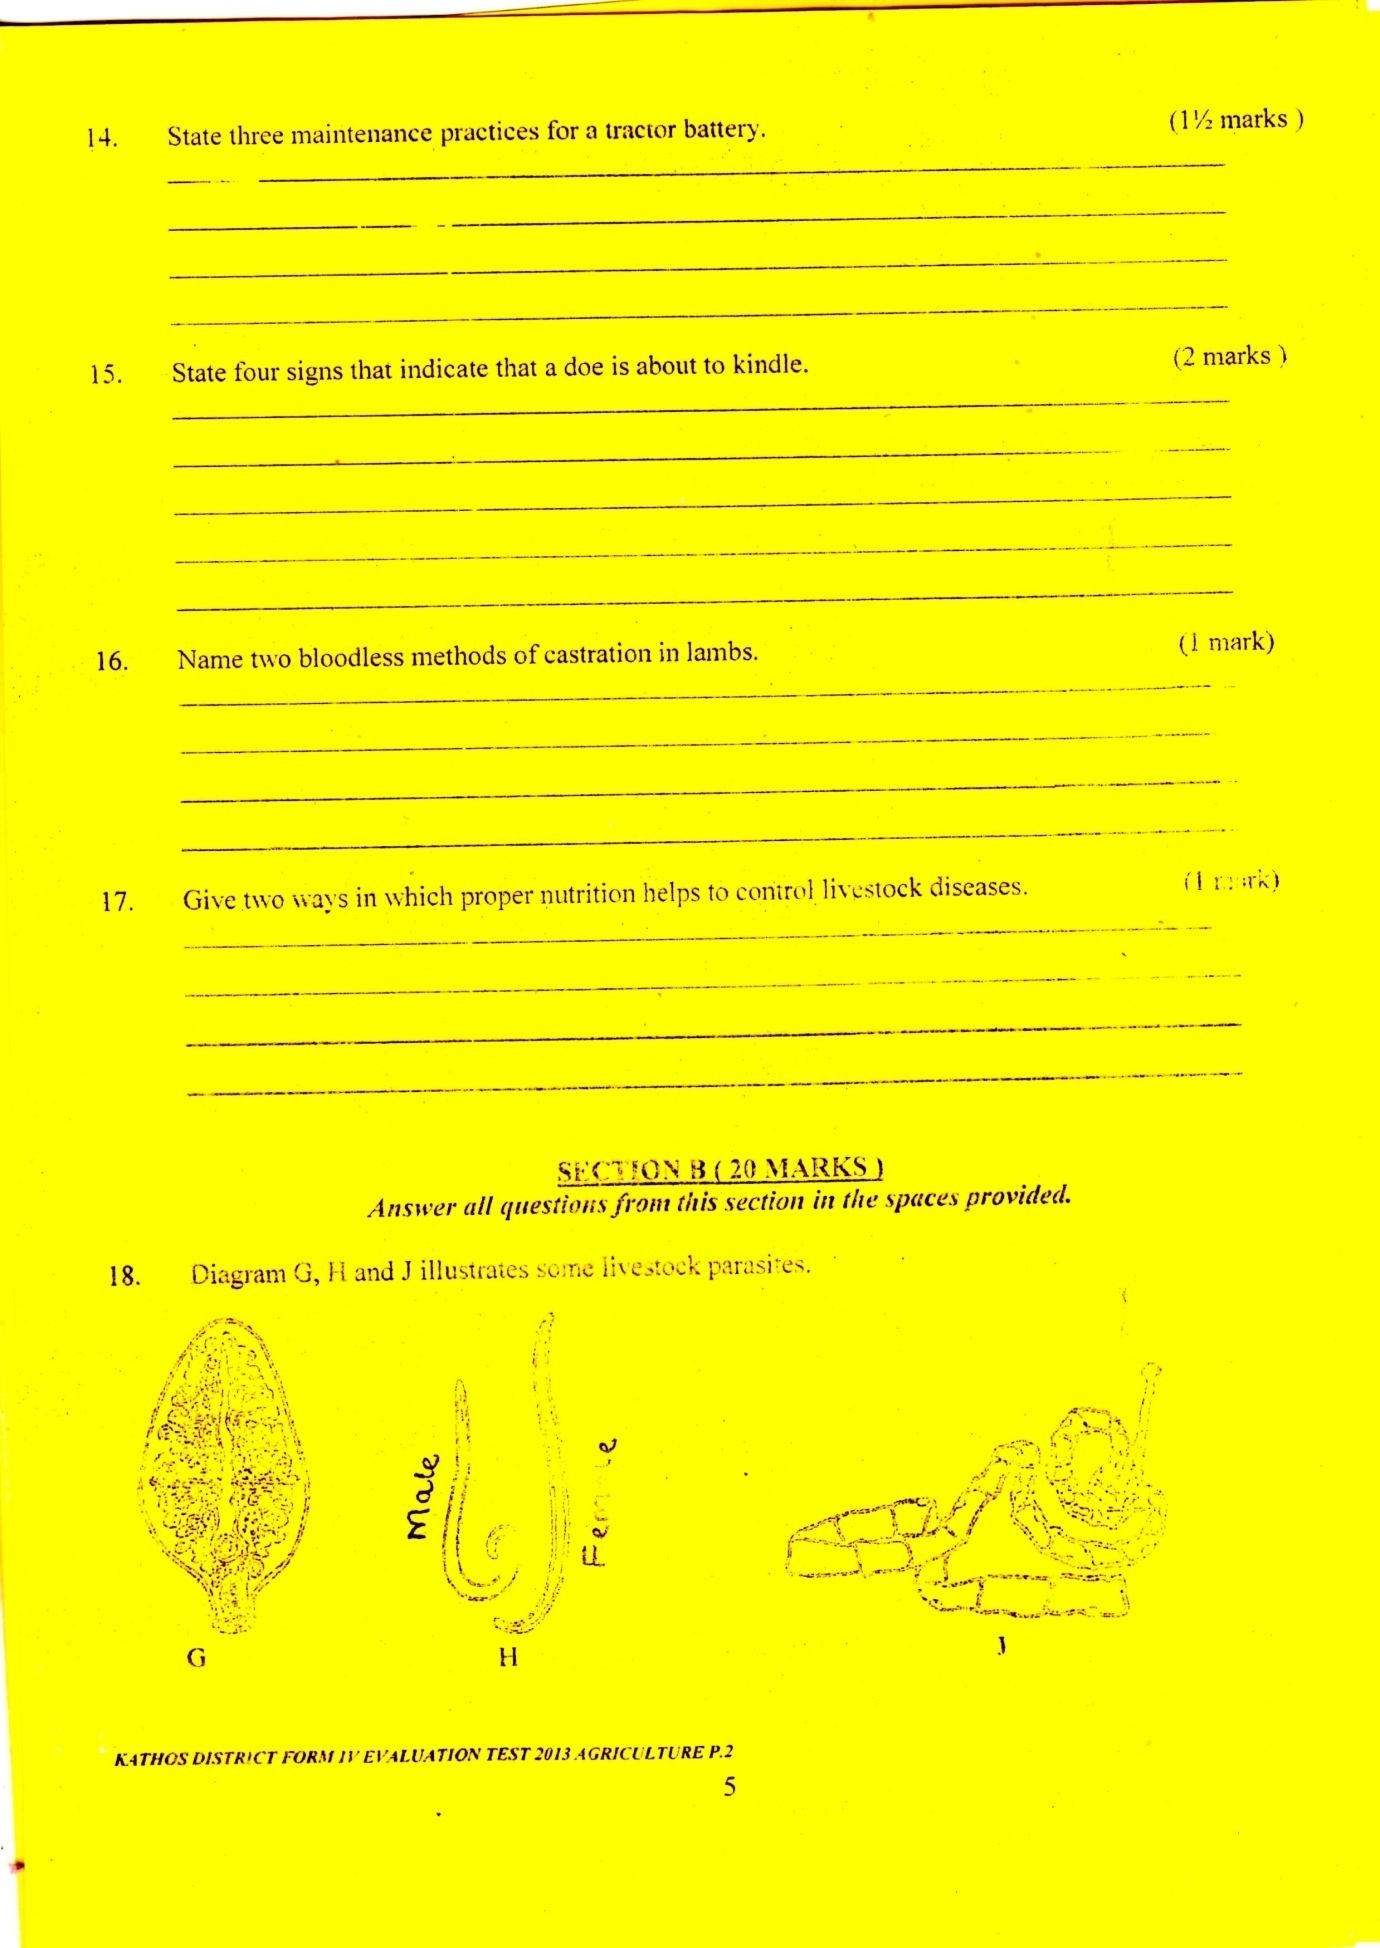 14. State three maintenance practices for a tractor battery. (1½ marks )
15. State four signs that indicate that a doe is about to kindle. (2 marks )
16. Name two bloodless methods of castration in lambs. (1 mark)
17. Give two ways in which proper nutrition helps to control livestock diseases. (1 mark)
SECTION B ( 20 MARKS )
Answer all questions from this section in the spaces provided.
18. Diagram G, H and J illustrates some livestock parasites.
Male
Female
G H J
KATHOS DISTRICT FORM IV EVALUATION TEST 2013 AGRICULTURE P.2
5